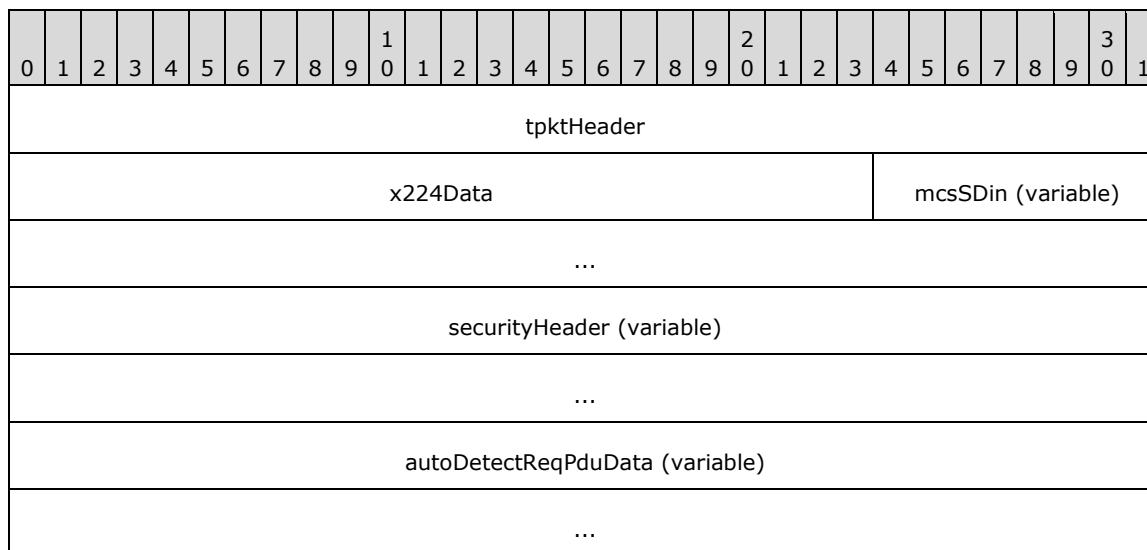 1 2 3
0 1 2 3 4 5 6 7 8 9 0 1 2 3 4 5 6 7 8 9 0 1 2 3 4 5 6 7 8 9 0 1
tpktHeader
x224Data mcsSDin (variable)
...
securityHeader (variable)
...
autoDetectReqPduData (variable)
...